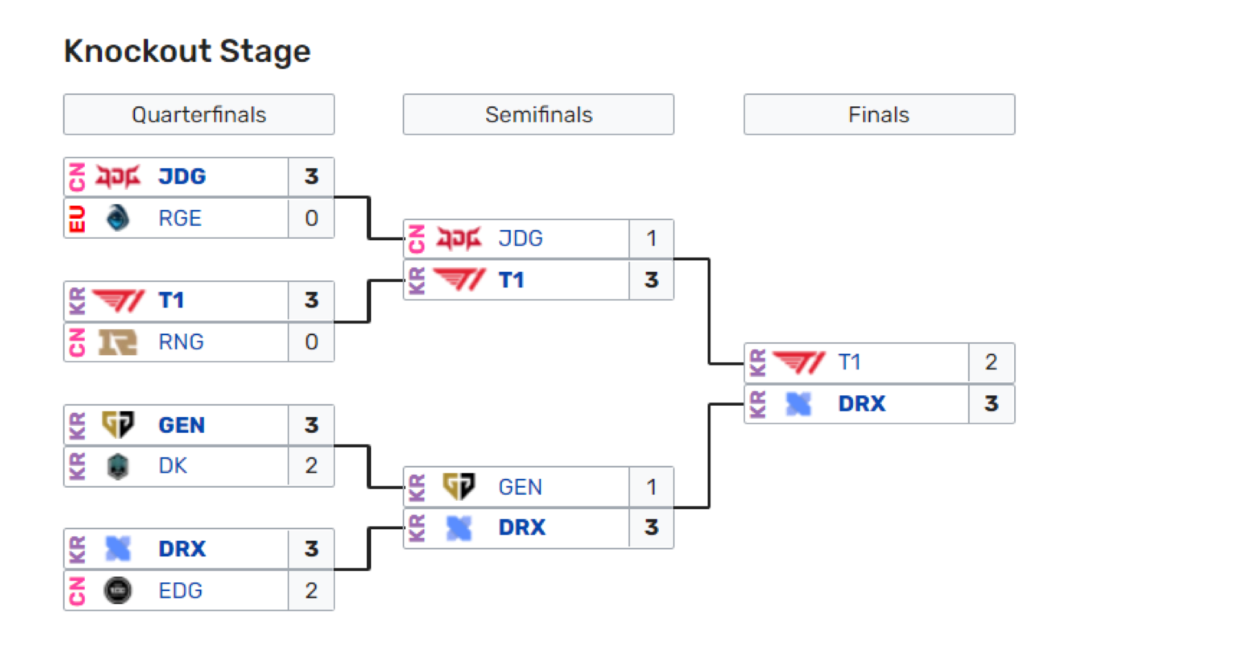 Knockout Stage
Quarterfinals Semifinals Finals
CN JDG 3
EU RGE 0
KR T1 3
CN RNG 0
KR GEN 3
KR DK 2
KR DRX 3
CN EDG 2
CN JDG 1
KR T1 3
KR GEN 1
KR DRX 3
KR T1 2
KR DRX 3